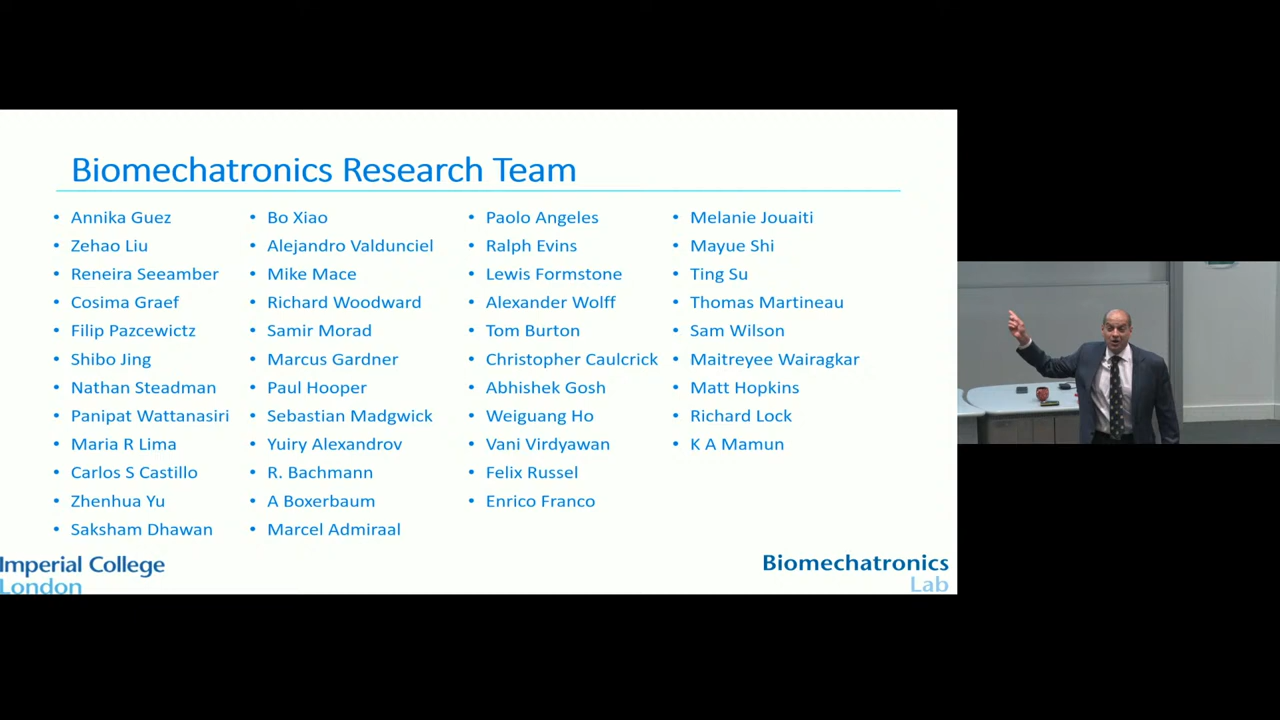 Biomechatronics Research Team
• Annika Guez
• Zehao Liu
• Reneira Seeamber
• Cosima Graef
• Filip Pazcewictz
• Shibo Jing
• Nathan Steadman
• Panipat Wattanasiri
• Maria R Lima
• Carlos S Castillo
• Zhenhua Yu
• Saksham Dhawan
• Bo Xiao
• Alejandro Valdunciel
• Mike Mace
• Richard Woodward
• Samir Morad
• Marcus Gardner
• Paul Hooper
• Sebastian Madgwick
• Yuiry Alexandrov
• R. Bachmann
• A Boxerbaum
• Marcel Admiraal
• Paolo Angeles
• Ralph Evins
• Lewis Formstone
• Alexander Wolff
• Tom Burton
• Christopher Caulcrick
• Abhishek Gosh
• Weiguang Ho
• Vani Virdyawan
• Felix Russel
• Enrico Franco
• Melanie Jouaiti
• Mayue Shi
• Ting Su
• Thomas Martineau
• Sam Wilson
• Maitreyee Wairagkar
• Matt Hopkins
• Richard Lock
• K A Mamun
Imperial College
London
Biomechatronics
Lab